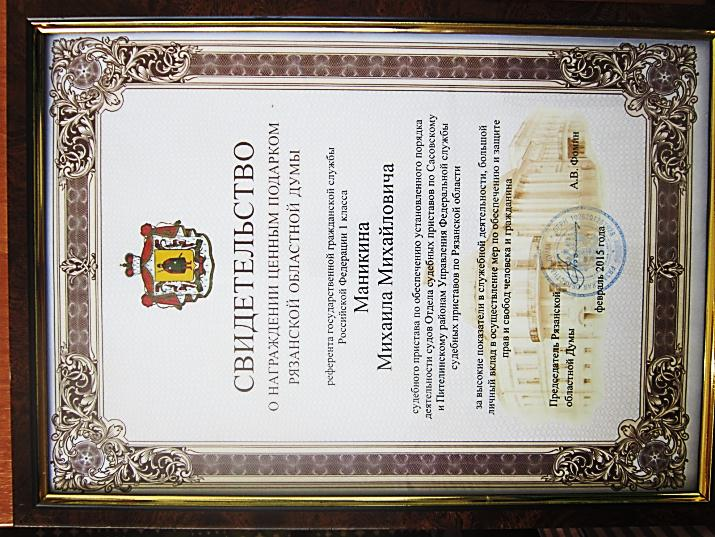 СВИДЕТЕЛЬСТВО
О НАГРАЖДЕНИИ ЦЕННЫМ ПОДАРКОМ
РЯЗАНСКОЙ ОБЛАСТНОЙ ДУМЫ
референта государственной гражданской службы
Российской Федерации 1 класса
Маникина
Михаила Михайловича
судебного пристава по обеспечению установленного порядка
деятельности судов Отдела судебных приставов по Сасовскому
и Пителинскому районам Управления Федеральной службы
судебных приставов по Рязанской области
за высокие показатели в служебной деятельности, большой
личный вклад в осуществление мер по обеспечению и защите
прав и свобод человека и гражданина
Председатель Рязанской
областной Думы
А.В. Фомин
февраль 2015 года